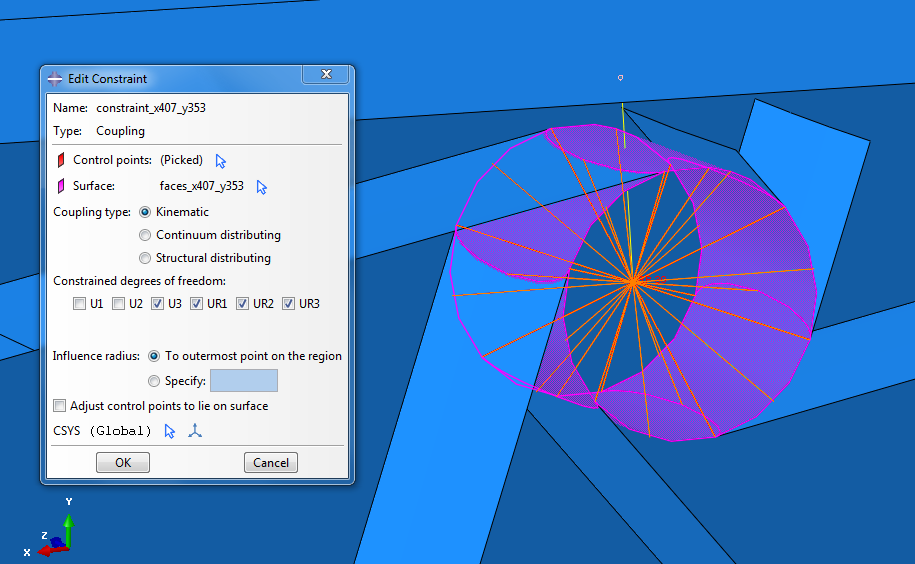 Edit Constraint
Name: constraint_x407_y353
Type: Coupling
Control points: (Picked)
Surface: faces_x407_y353
Coupling type: Kinematic
Continuum distributing
Structural distributing
Constrained degrees of freedom:
U1 U2 U3 UR1 UR2 UR3
Influence radius: To outermost point on the region
Specify:
Adjust control points to lie on surface
CSYS (Global)
OK Cancel
Y
Z
X